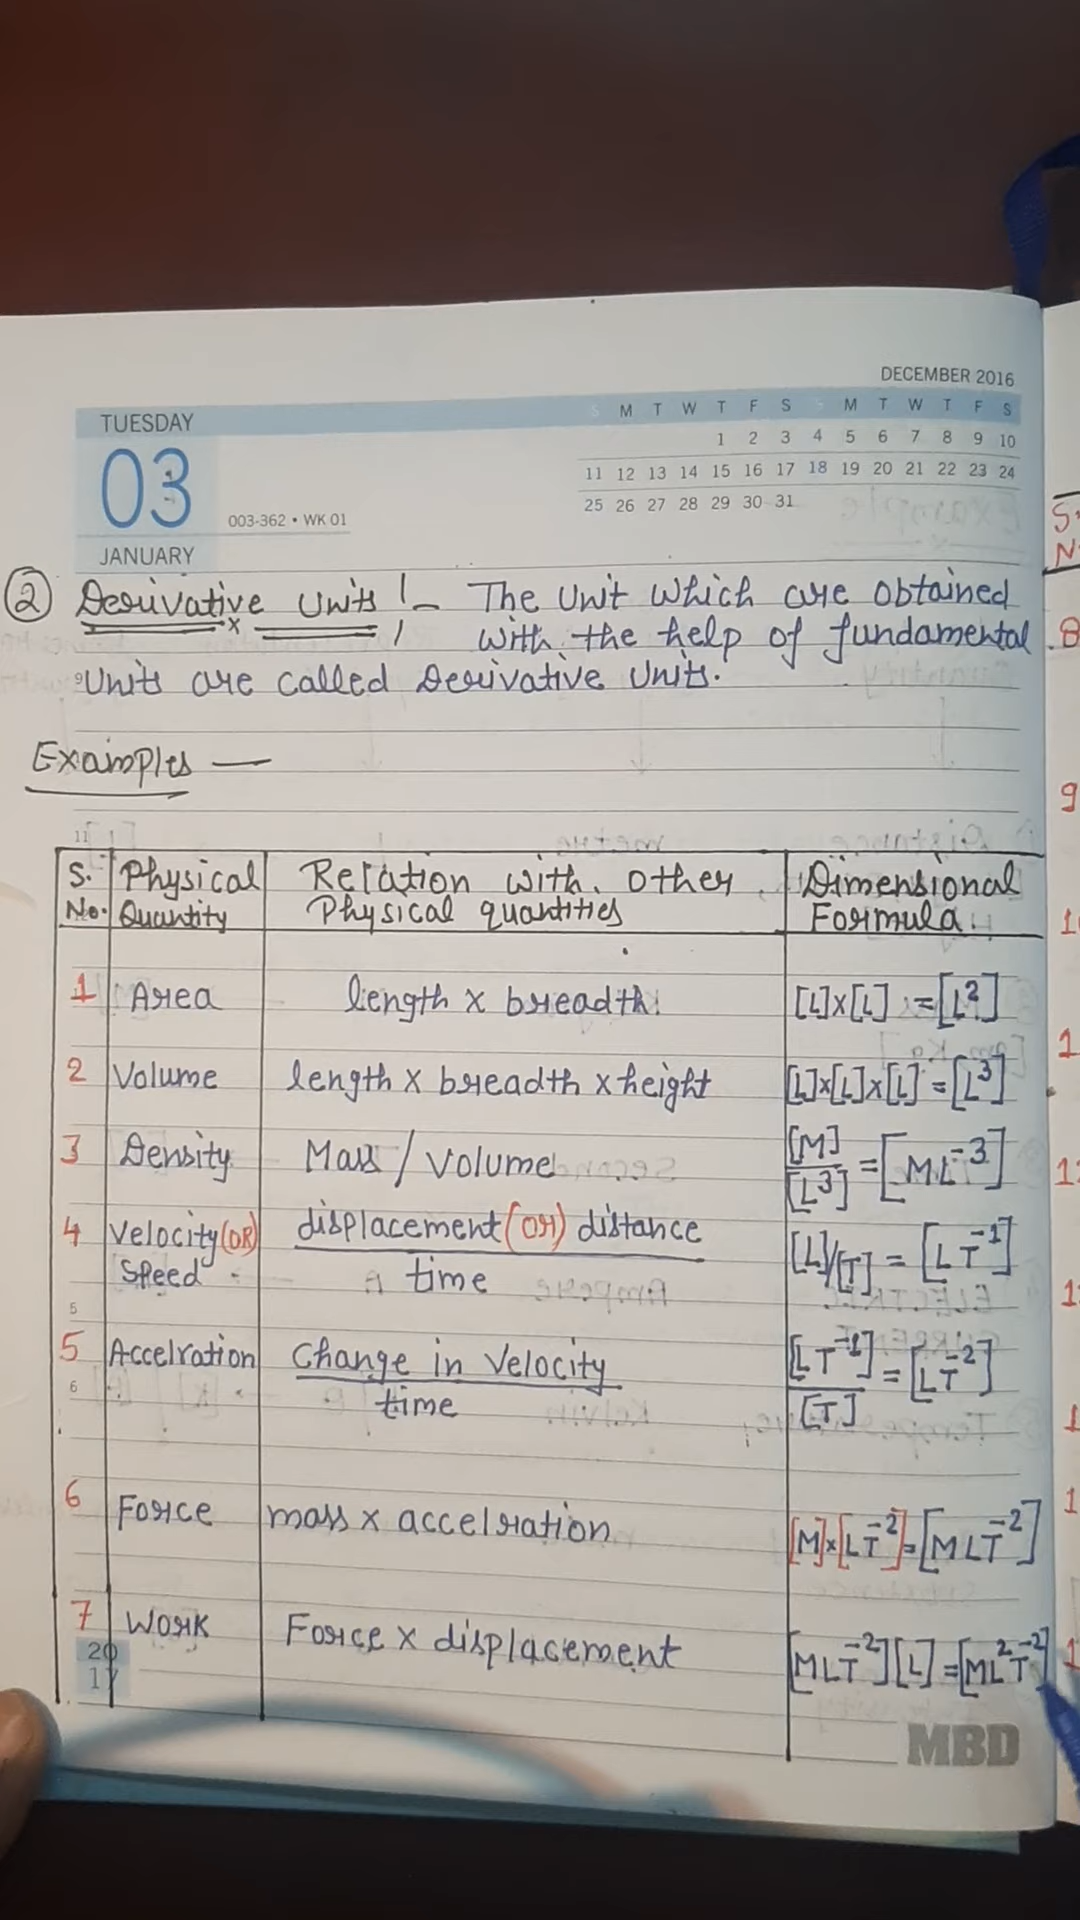 DECEMBER 2016
S M T W T F S S M T W T F S
1 2 3 4 5 6 7 8 9 10
11 12 13 14 15 16 17 18 19 20 21 22 23 24
25 26 27 28 29 30 31
TUESDAY
03
003-362 • WK 01
JANUARY
② Derivative Units :- The Unit which are obtained
with the help of fundamental
Units are called Derivative Units.
Examples —
11
S. No. Physical Quantity Relation with other Physical quantities Dimensional Formula
1 Area length × breadth [L]×[L] = [L²]
2 Volume length × breadth × height [L]×[L]×[L] = [L³]
3 Density Mass / Volume [M]/[L³] = [ML⁻³]
4 Velocity (OR) Speed displacement (OR) distance / time [L]/[T] = [LT⁻¹]
5
5 Accelration Change in Velocity / time [LT⁻¹]/[T] = [LT⁻²]
6
6 Force mass × accelration [M]×[LT⁻²]=[MLT⁻²]
7 Work Force × displacement [MLT⁻²][L]=[ML²T⁻²]
2017
MBD
S.
N
8
9